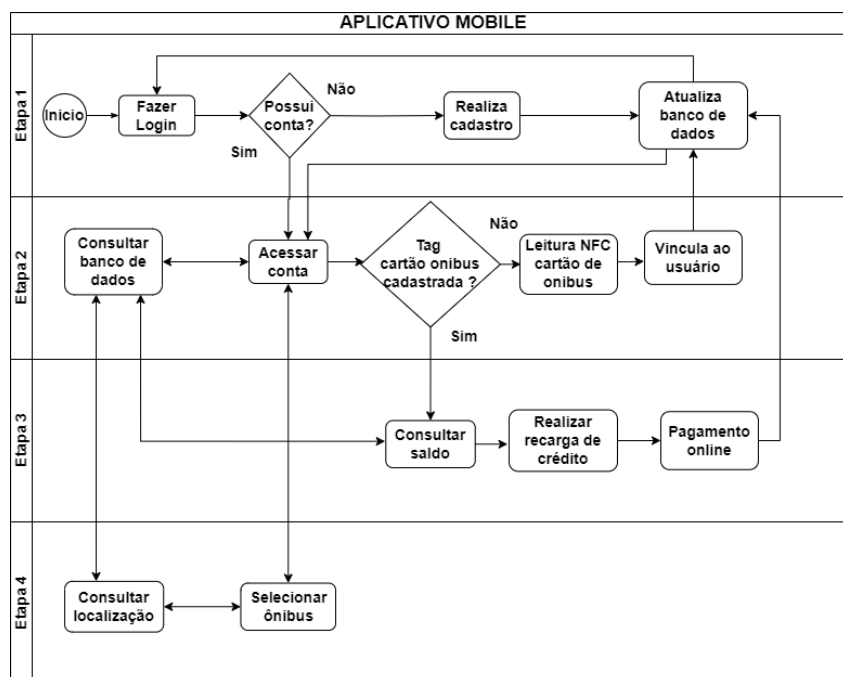 APLICATIVO MOBILE
Etapa 1
Inicio
Fazer
Login
Possui
conta?
Não
Sim
Realiza
cadastro
Atualiza
banco de
dados
Etapa 2
Consultar
banco de
dados
Acessar
conta
Tag
cartão onibus
cadastrada ?
Não
Sim
Leitura NFC
cartão de
onibus
Vincula ao
usuário
Etapa 3
Consultar
saldo
Realizar
recarga de
crédito
Pagamento
online
Etapa 4
Consultar
localização
Selecionar
ônibus